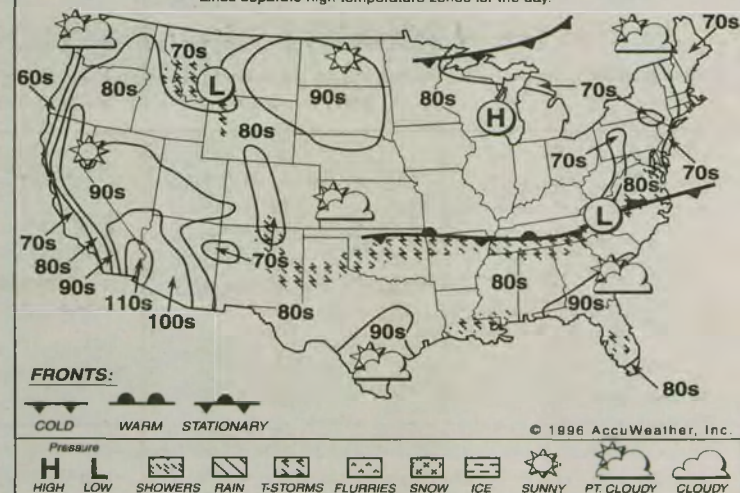 Lines separate high temperature zones for the day.
70s
60s
70s
L
80s
90s
80s
H
70s
80s
70s
80s
70s
90s
L
70s
80s
90s
70s
110s
100s
80s
80s
90s
90s
80s
FRONTS:
COLD WARM STATIONARY
© 1996 AccuWeather, Inc.
Pressure
H L
HIGH LOW SHOWERS RAIN T-STORMS FLURRIES SNOW ICE SUNNY PT. CLOUDY CLOUDY